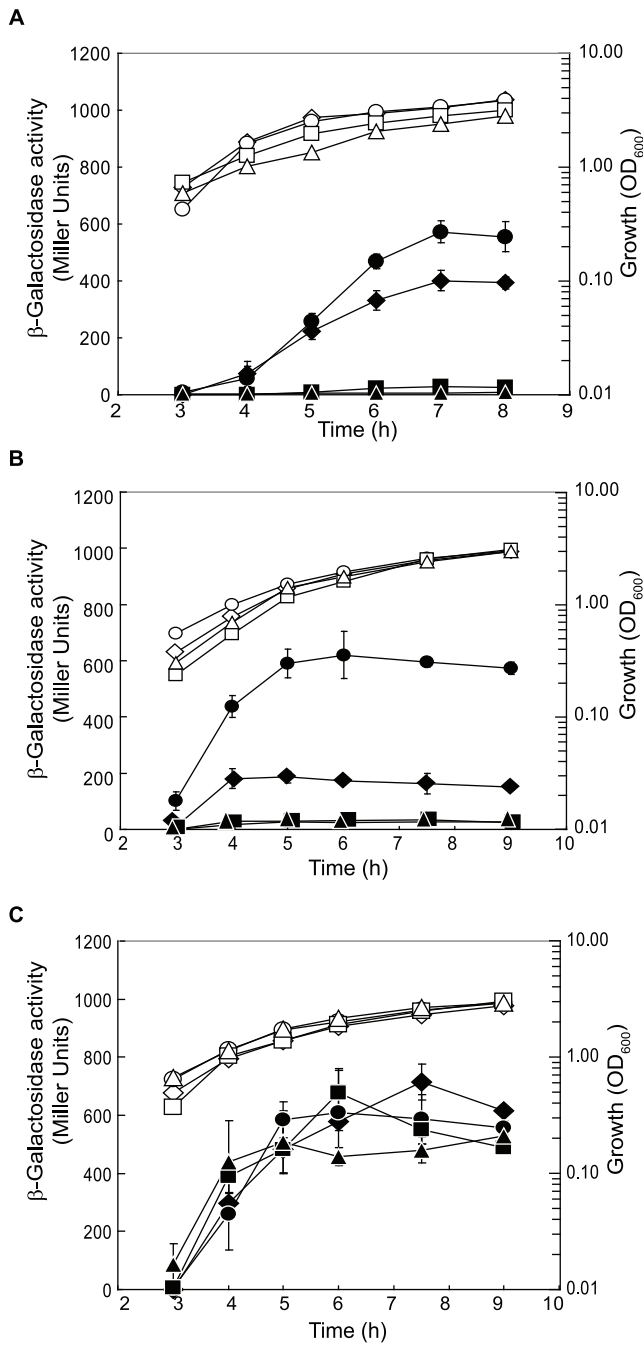 A
1200
1000
800
600
400
200
0
β-Galactosidase activity
(Miller Units)
10.00
1.00
0.10
0.01
Growth (OD600)
2 3 4 5 6 7 8 9
Time (h)
B
1200
1000
800
600
400
200
0
β-Galactosidase activity
(Miller Units)
10.00
1.00
0.10
0.01
Growth (OD600)
2 3 4 5 6 7 8 9 10
Time (h)
C
1200
1000
800
600
400
200
0
β-Galactosidase activity
(Miller Units)
10.00
1.00
0.10
0.01
Growth (OD600)
2 3 4 5 6 7 8 9 10
Time (h)